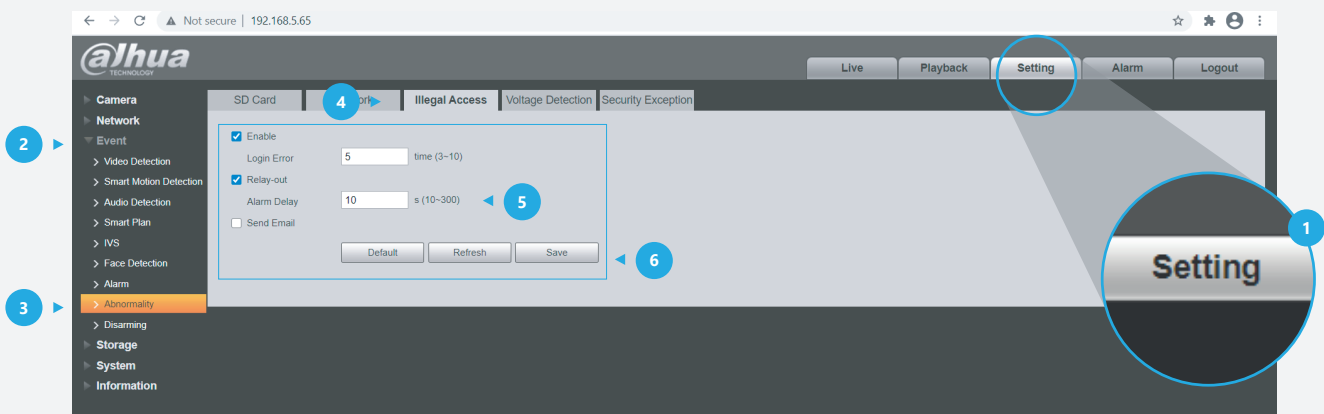 Not secure | 192.168.5.65
alhua
TECHNOLOGY
Live Playback Setting Alarm Logout
Camera
Network
Event
Video Detection
Smart Motion Detection
Audio Detection
Smart Plan
IVS
Face Detection
Alarm
Abnormality
Disarming
Storage
System
Information
SD Card Illegal Access Voltage Detection Security Exception
Enable
Login Error 5 time (3~10)
Relay-out
Alarm Delay 10 s (10~300)
Send Email
Default Refresh Save
2
3
4
5
6
1
Setting